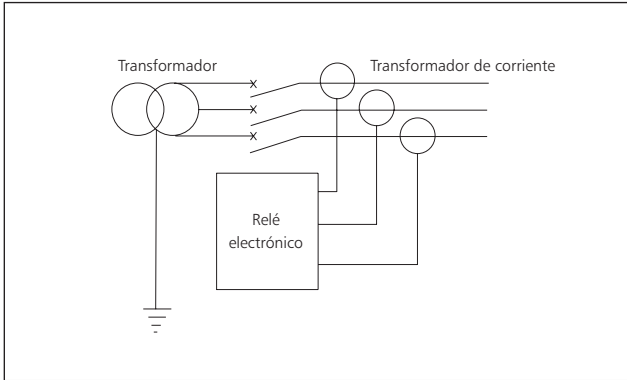 Transformador
Transformador de corriente
Relé
electrónico